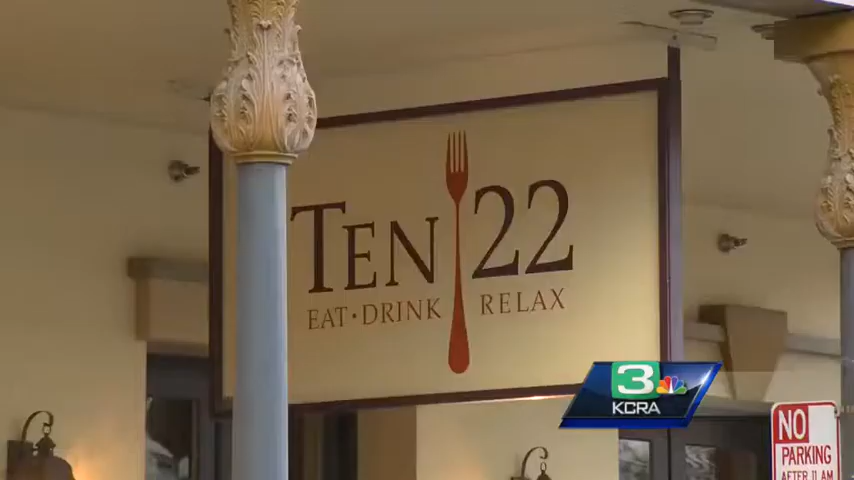 TEN 22
EAT · DRINK RELAX
3
KCRA
NO
PARKING
AFTER 11 AM